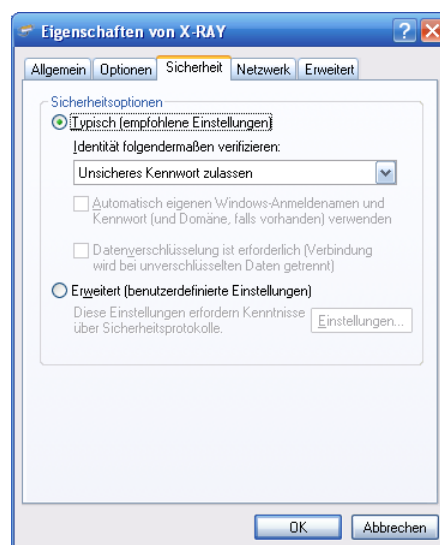 Eigenschaften von X-RAY
Allgemein Optionen Sicherheit Netzwerk Erweitert
Sicherheitsoptionen
Typisch (empfohlene Einstellungen)
Identität folgendermaßen verifizieren:
Unsicheres Kennwort zulassen
Automatisch eigenen Windows-Anmeldenamen und
Kennwort (und Domäne, falls vorhanden) verwenden
Datenverschlüsselung ist erforderlich (Verbindung
wird bei unverschlüsselten Daten getrennt)
Erweitert (benutzerdefinierte Einstellungen)
Diese Einstellungen erfordern Kenntnisse
über Sicherheitsprotokolle.
Einstellungen...
OK Abbrechen